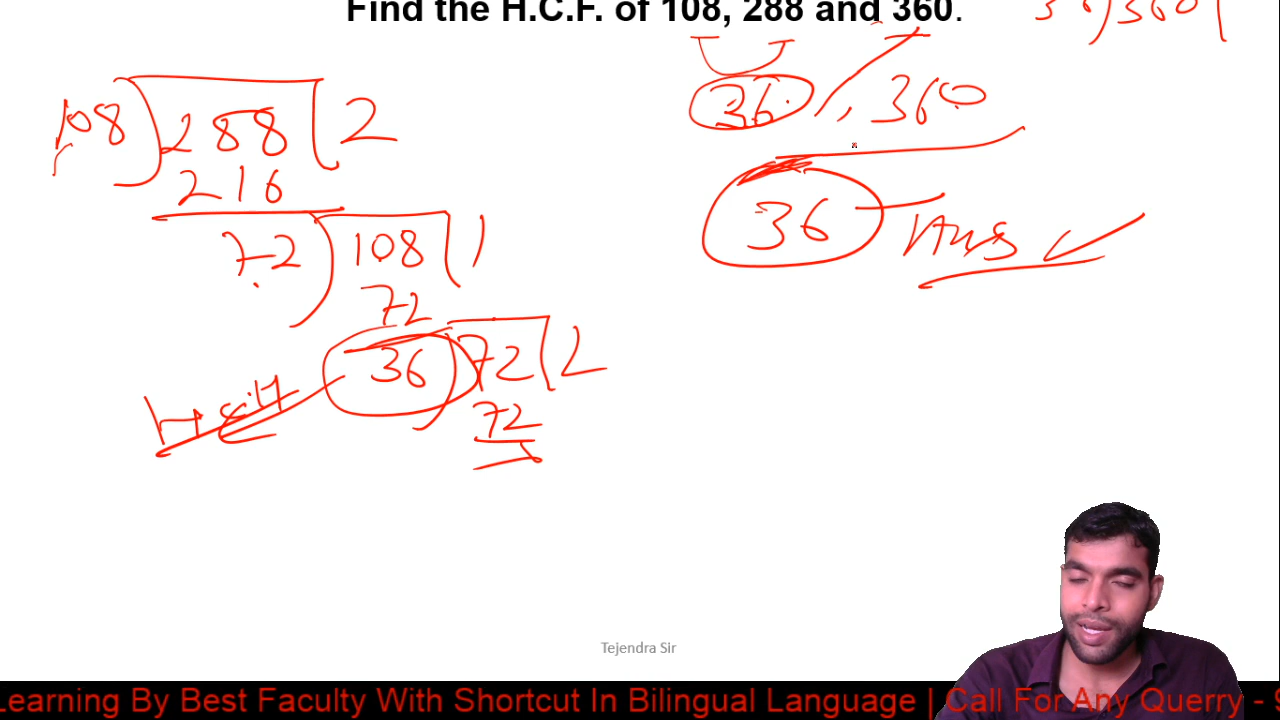 Find the H.C.F. of 108, 288 and 360.
36)360(
108)288(2
216
72)108(1
72
36)72(2
72
36, 360
36 Ans
Tejendra Sir
Learning By Best Faculty With Shortcut In Bilingual Language | Call For Any Querry -